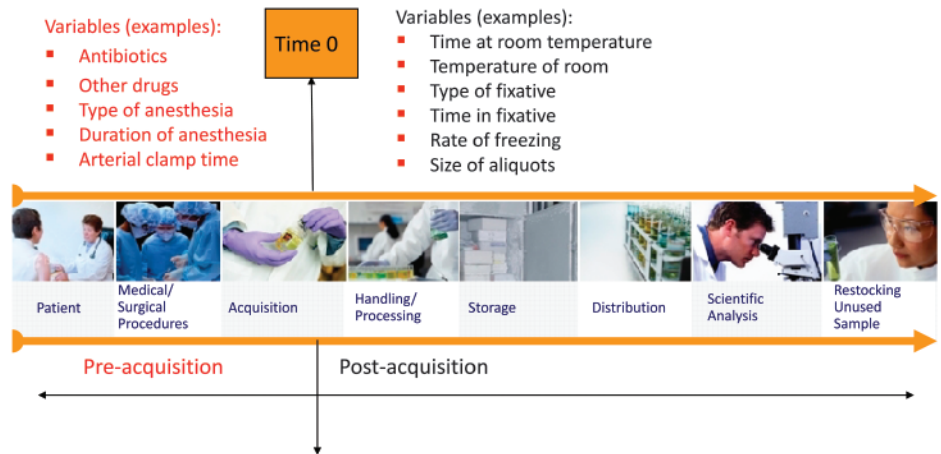 Variables (examples):
Antibiotics
Other drugs
Type of anesthesia
Duration of anesthesia
Arterial clamp time
Time 0
Variables (examples):
Time at room temperature
Temperature of room
Type of fixative
Time in fixative
Rate of freezing
Size of aliquots
Patient
Medical/
Surgical
Procedures
Acquisition
Handling/
Processing
Storage
Distribution
Scientific
Analysis
Restocking
Unused
Sample
Pre-acquisition
Post-acquisition